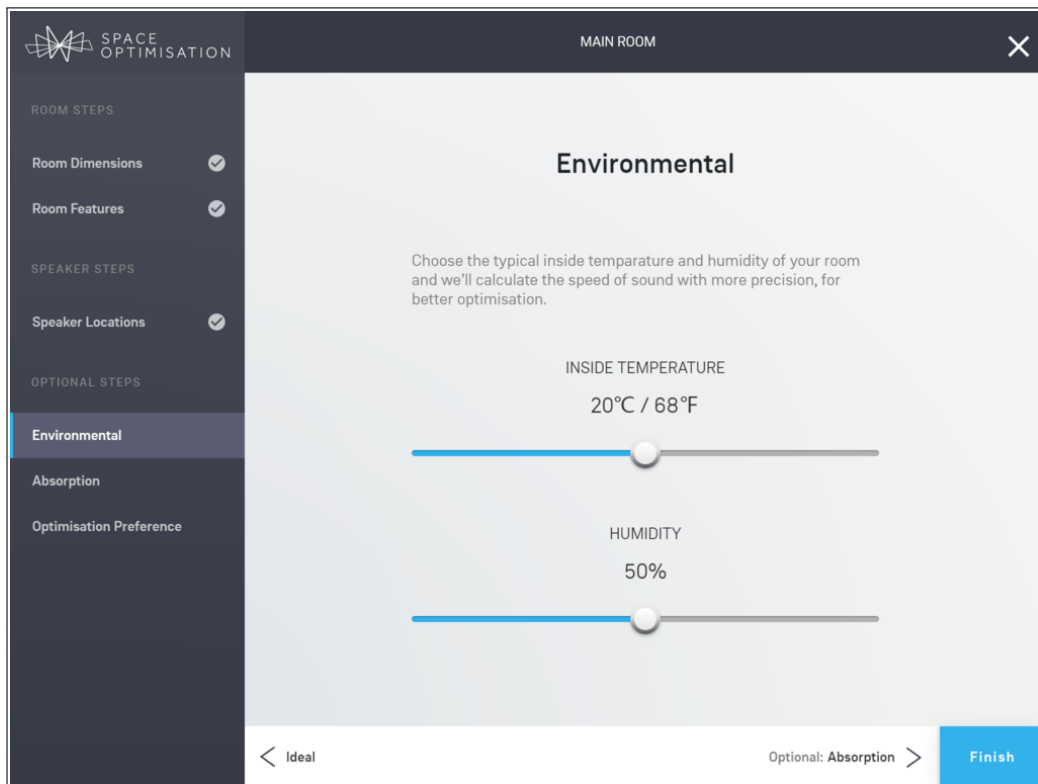 SPACE
OPTIMISATION
MAIN ROOM
ROOM STEPS
Room Dimensions
Room Features
SPEAKER STEPS
Speaker Locations
OPTIONAL STEPS
Environmental
Absorption
Optimisation Preference
Environmental
Choose the typical inside temparature and humidity of your room
and we'll calculate the speed of sound with more precision, for
better optimisation.
INSIDE TEMPERATURE
20°C / 68°F
HUMIDITY
50%
Ideal
Optional: Absorption
Finish